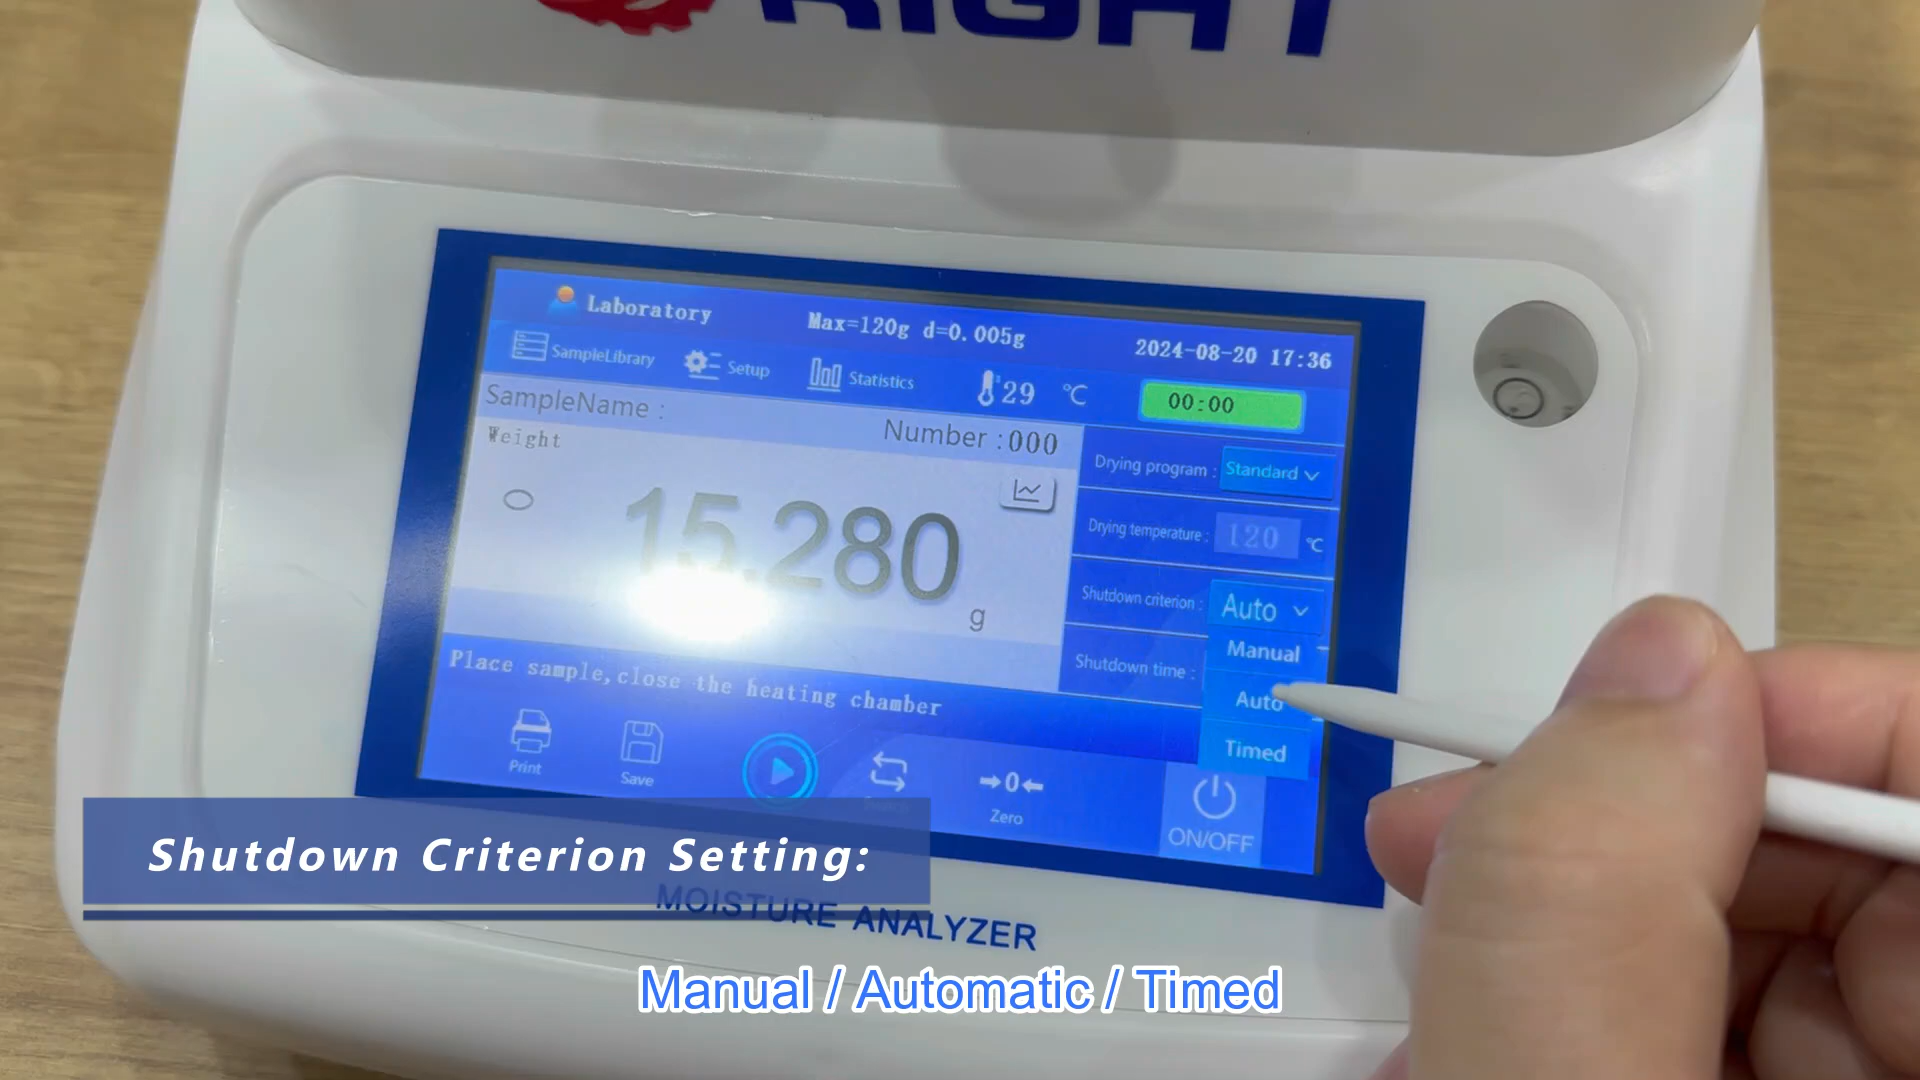 RIGHT
Laboratory
Max=120g d=0.005g
2024-08-20 17:36
SampleLibrary
Setup
Statistics
29 ℃
00:00
SampleName :
Number :000
Weight
15.280
g
Drying program : Standard
Drying temperature : 120 ℃
Shutdown criterion : Auto
Shutdown time :
Manual
Auto
Timed
Place sample,close the heating chamber
Print
Save
→0←
Zero
ON/OFF
Shutdown Criterion Setting:
MOISTURE ANALYZER
Manual / Automatic / Timed